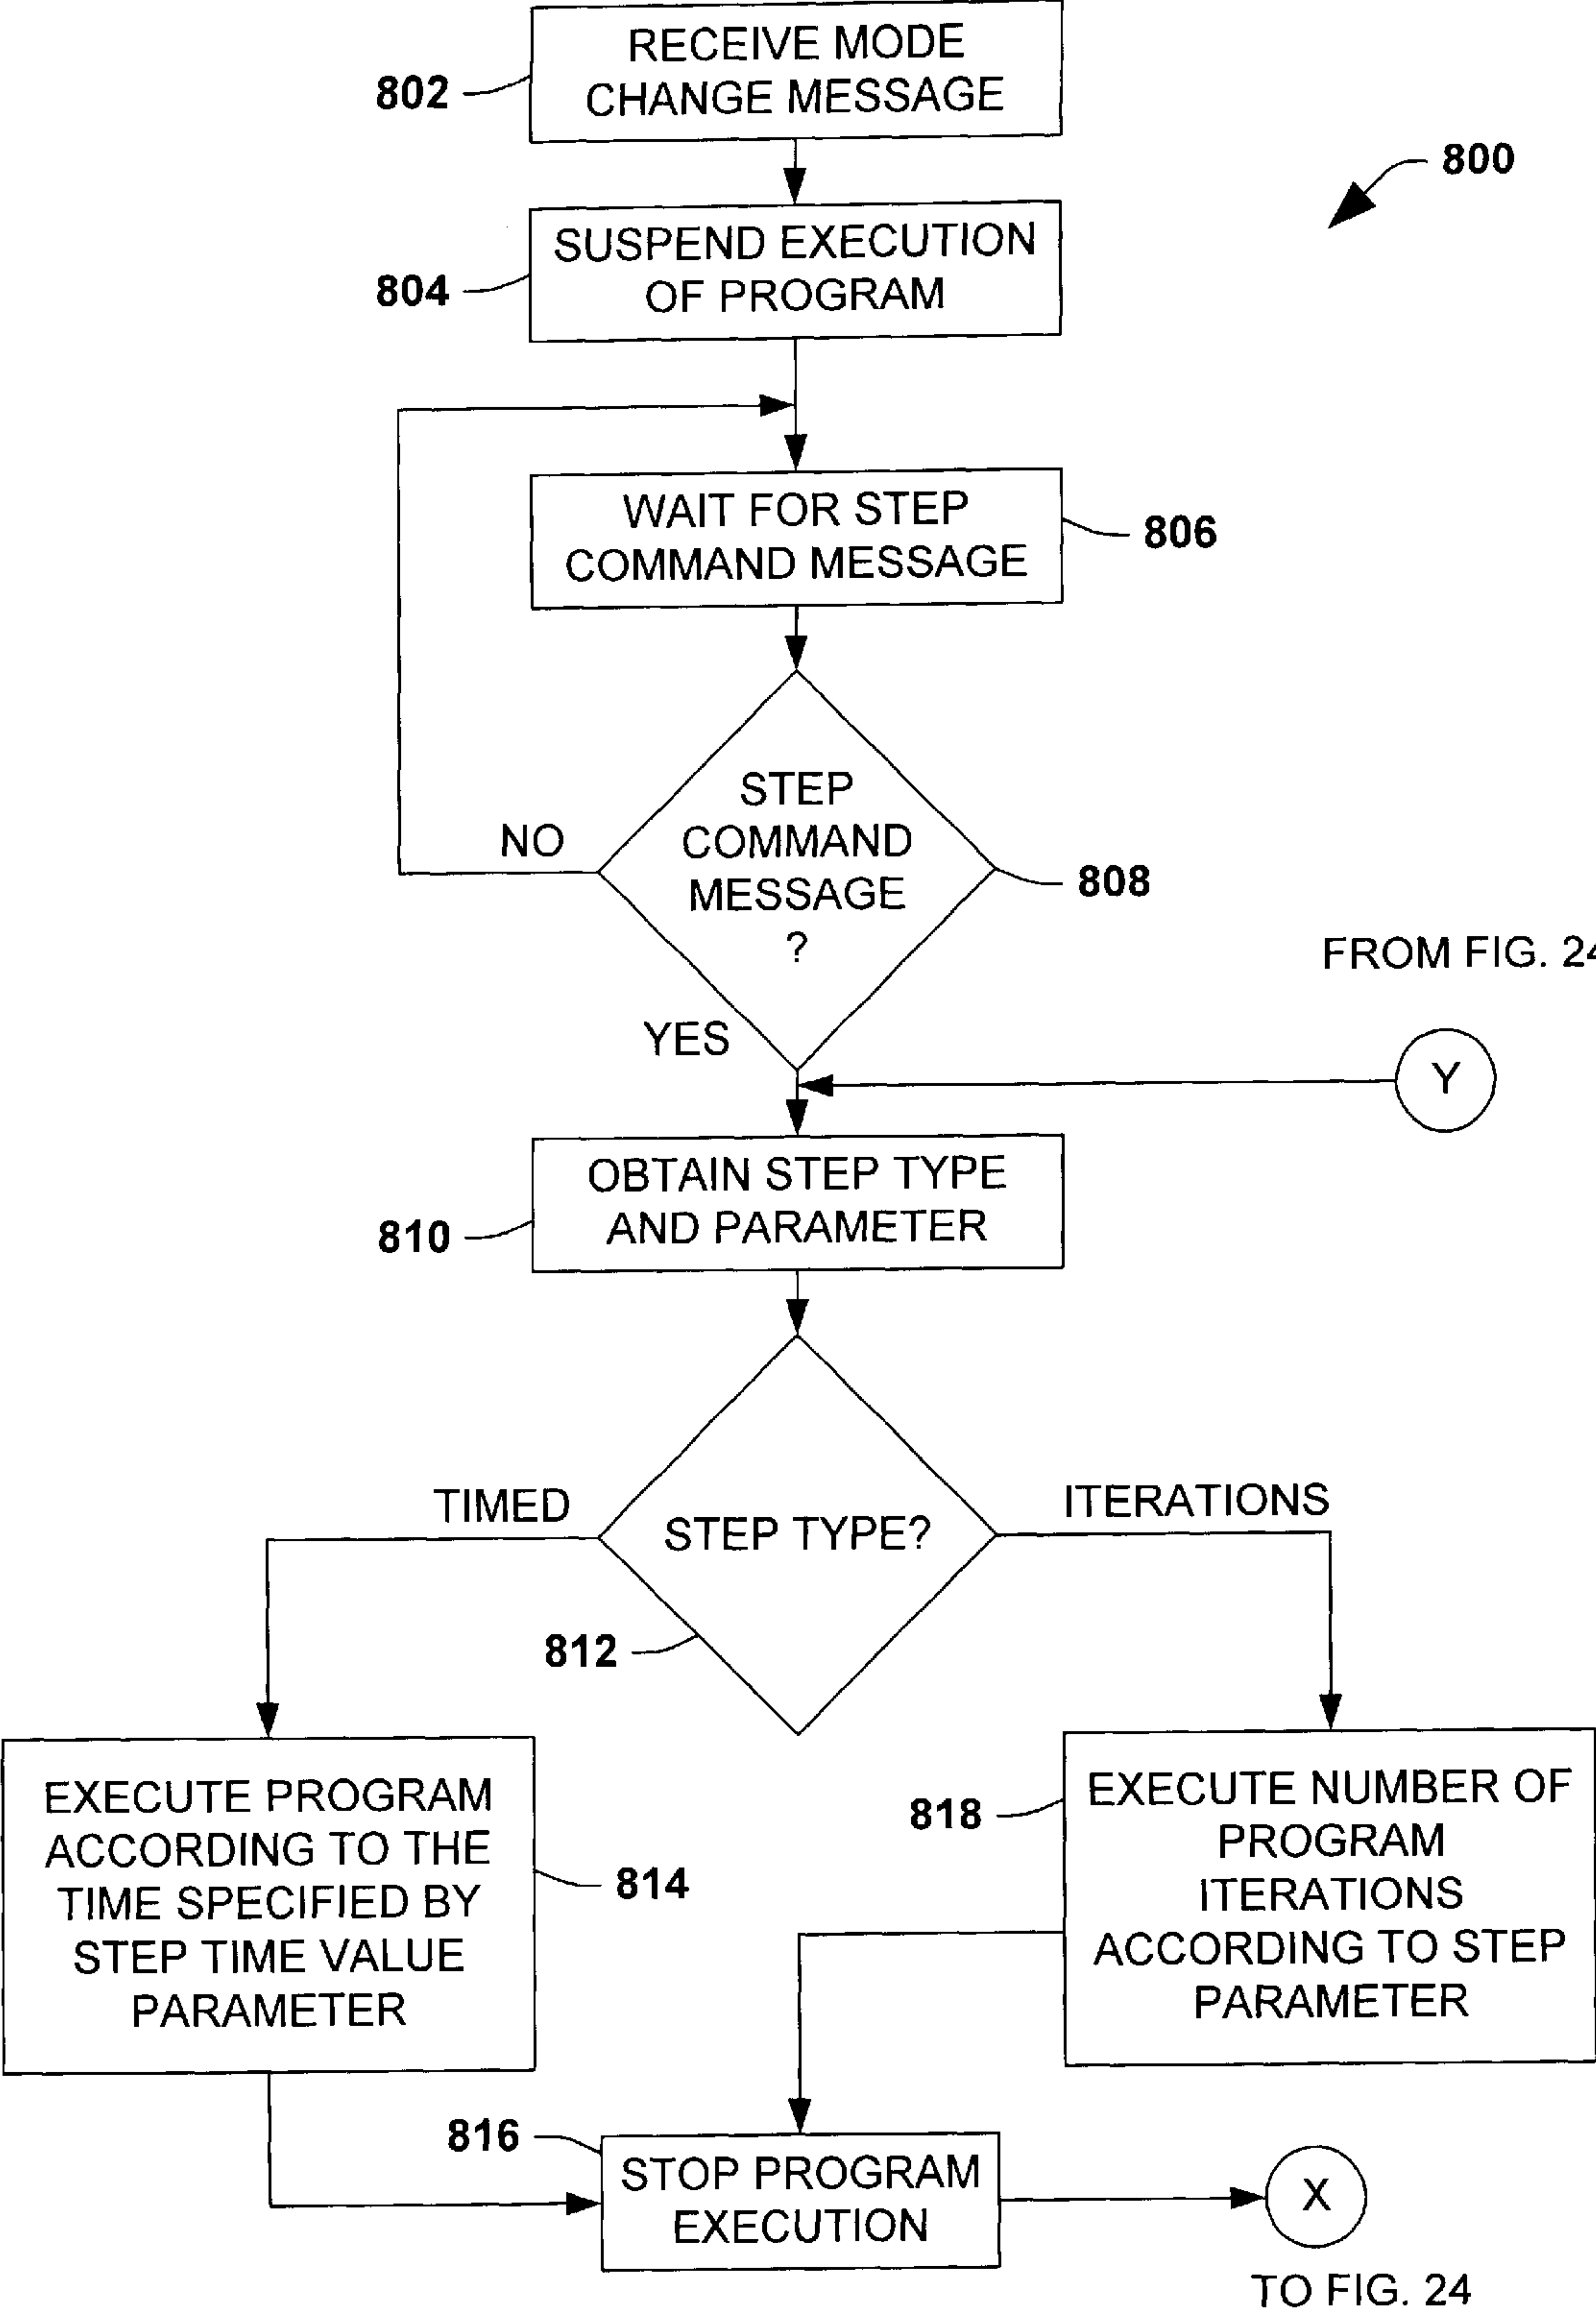 RECEIVE MODE
CHANGE MESSAGE
802
800
SUSPEND EXECUTION
OF PROGRAM
804
WAIT FOR STEP
COMMAND MESSAGE
806
STEP
COMMAND
MESSAGE
?
NO
808
FROM FIG. 24
YES
Y
OBTAIN STEP TYPE
AND PARAMETER
810
TIMED
STEP TYPE?
ITERATIONS
812
EXECUTE PROGRAM
ACCORDING TO THE
TIME SPECIFIED BY
STEP TIME VALUE
PARAMETER
814
818
EXECUTE NUMBER OF
PROGRAM
ITERATIONS
ACCORDING TO STEP
PARAMETER
816
STOP PROGRAM
EXECUTION
X
TO FIG. 24